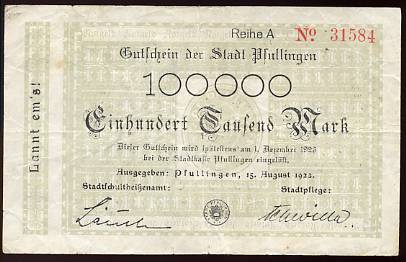 Reihe A
No 31584
Gutschein der Stadt Pfullingen
100000
Einhundert Tausend Mark
Dieser Gutschein wird spätestens am 1. Dezember 1923
bei der Stadtkasse Pfullingen eingelöst.
Ausgegeben: Pfullingen, 15. August 1923.
Stadtschultheißenamt: Stadtpflege:
Lannt em's!